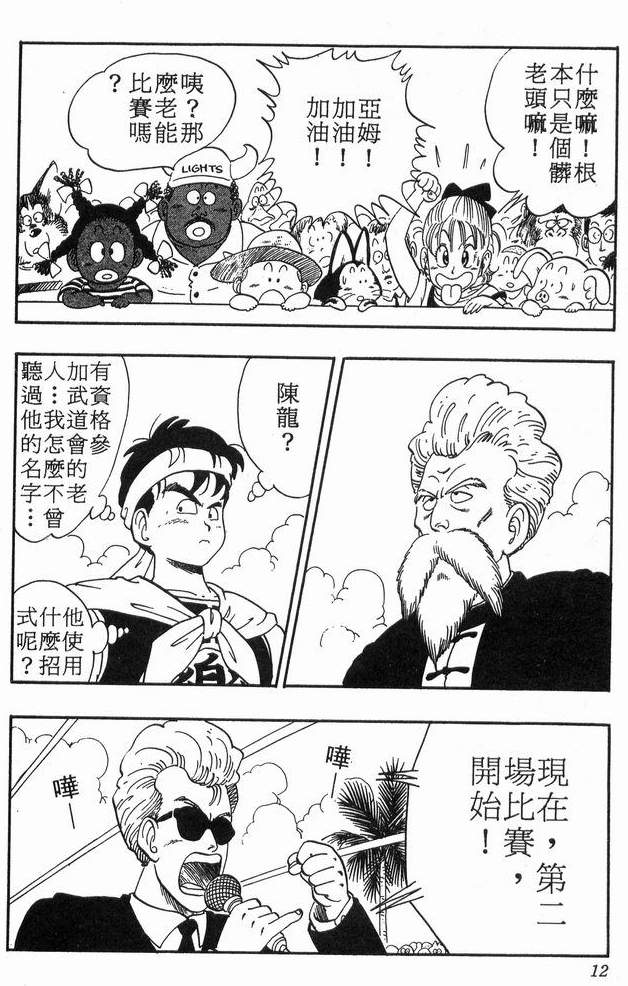 什麼嘛！根
本只是個髒
老頭嘛！
亞姆！
加油！
加油！
咦？那
麼老能
比賽嗎
？
LIGHTS
陳龍？
有資格參
加武道會的老
人…我怎麼不曾
聽過他的名字…
他使用
什麼招
式呢？
樂
現在，第二
場比賽，
開始！
嘩—
嘩—
12